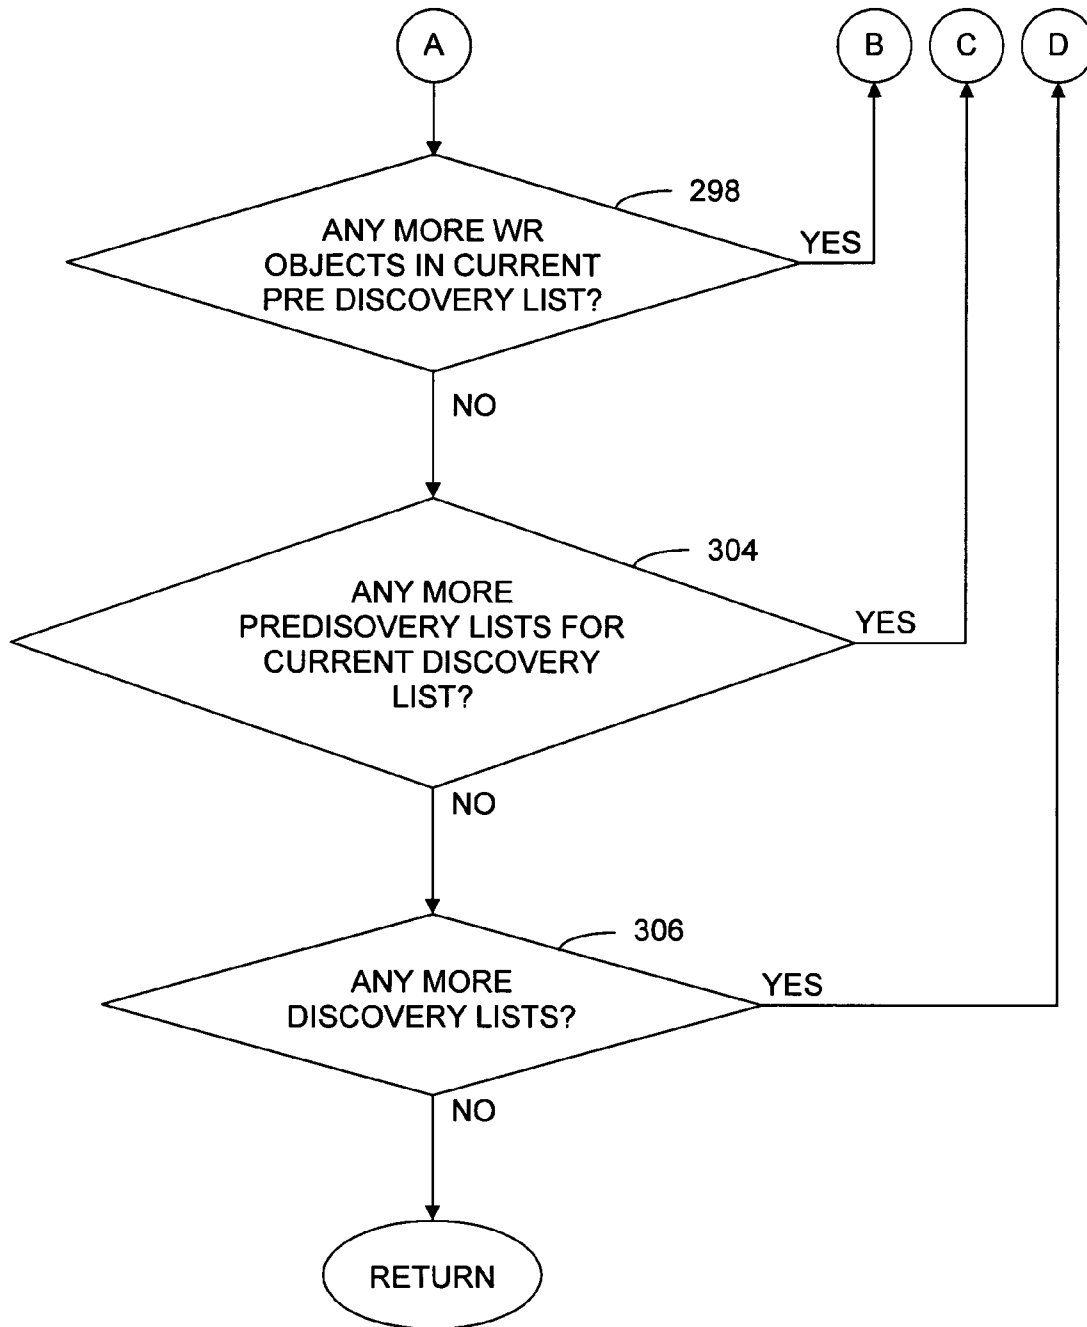 A
B
C
D
298
ANY MORE WR
OBJECTS IN CURRENT
PRE DISCOVERY LIST?
YES
NO
304
ANY MORE
PREDISOVERY LISTS FOR
CURRENT DISCOVERY
LIST?
YES
NO
306
ANY MORE
DISCOVERY LISTS?
YES
NO
RETURN